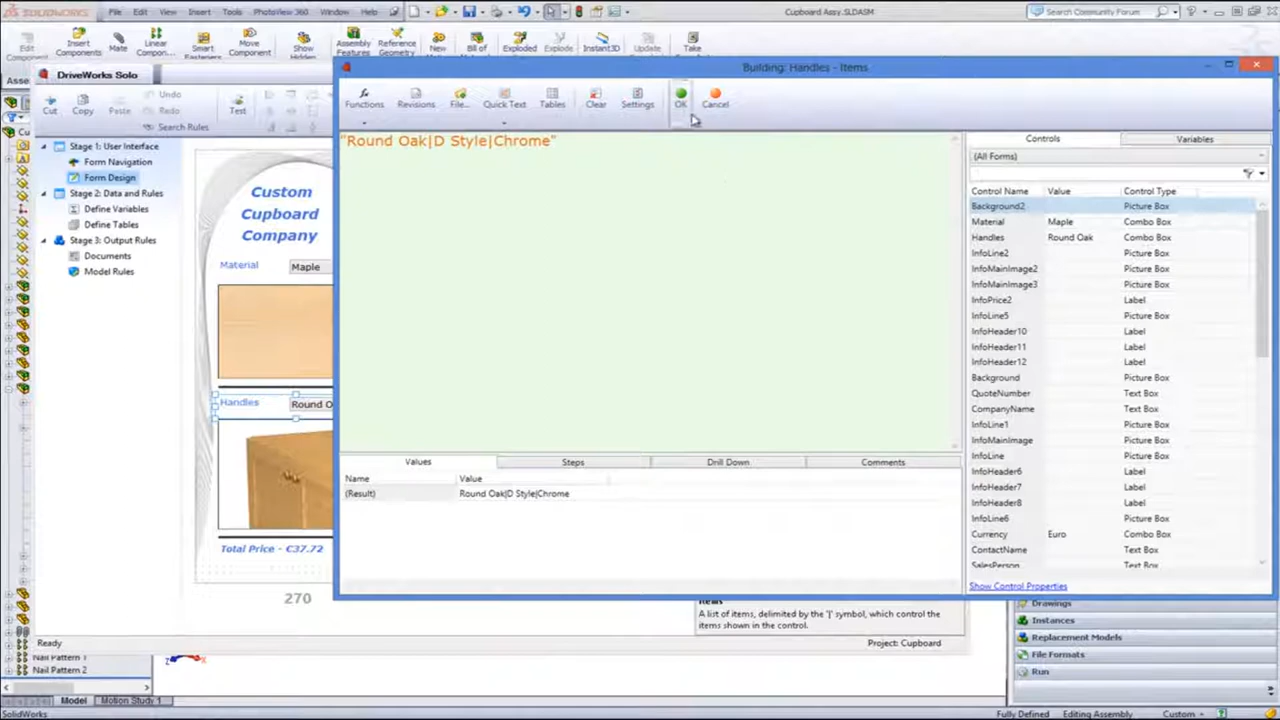 SOLIDWORKS File Edit View Insert Tools PhotoView 360 Window Help Cupboard Assy.SLDASM Search Community Forum
Edit Component
Insert Components
Mate
Linear Compon...
Smart Fasteners
Move Component
Show Hidden
Assembly Features
Reference Geometry
New
Bill of
Exploded
Explode
Instant3D
Update
Take
Asse
DriveWorks Solo
Cut
Copy
Paste
Undo
Redo
Search Rules
Test
Stage 1: User Interface
Form Navigation
Form Design
Stage 2: Data and Rules
Define Variables
Define Tables
Stage 3: Output Rules
Documents
Model Rules
Custom
Cupboard
Company
Material Maple
Handles Round O
Total Price - €37.72
270
Building: Handles - Items
Functions
Revisions
File...
Quick Text
Tables
Clear
Settings
OK
Cancel
"Round Oak|D Style|Chrome"
Values Steps Drill Down Comments
Name Value
(Result) Round Oak|D Style|Chrome
Controls Variables
(All Forms)
Control Name Value Control Type
Background2 Picture Box
Material Maple Combo Box
Handles Round Oak Combo Box
InfoLine2 Picture Box
InfoMainImage2 Picture Box
InfoMainImage3 Picture Box
InfoPrice2 Label
InfoLine5 Picture Box
InfoHeader10 Label
InfoHeader11 Label
InfoHeader12 Label
Background Picture Box
QuoteNumber Text Box
CompanyName Text Box
InfoLine1 Picture Box
InfoMainImage Picture Box
InfoLine Picture Box
InfoHeader6 Label
InfoHeader7 Label
InfoHeader8 Label
InfoLine6 Picture Box
Currency Euro Combo Box
ContactName Text Box
SalesPerson Text Box
Show Control Properties
Items
A list of items, delimited by the '|' symbol, which control the
items shown in the control.
Drawings
Instances
Replacement Models
File Formats
Run
Ready Project: Cupboard
Nail Pattern 1
Nail Pattern 2
Z X
Model Motion Study 1
SolidWorks Fully Defined Editing Assembly Custom